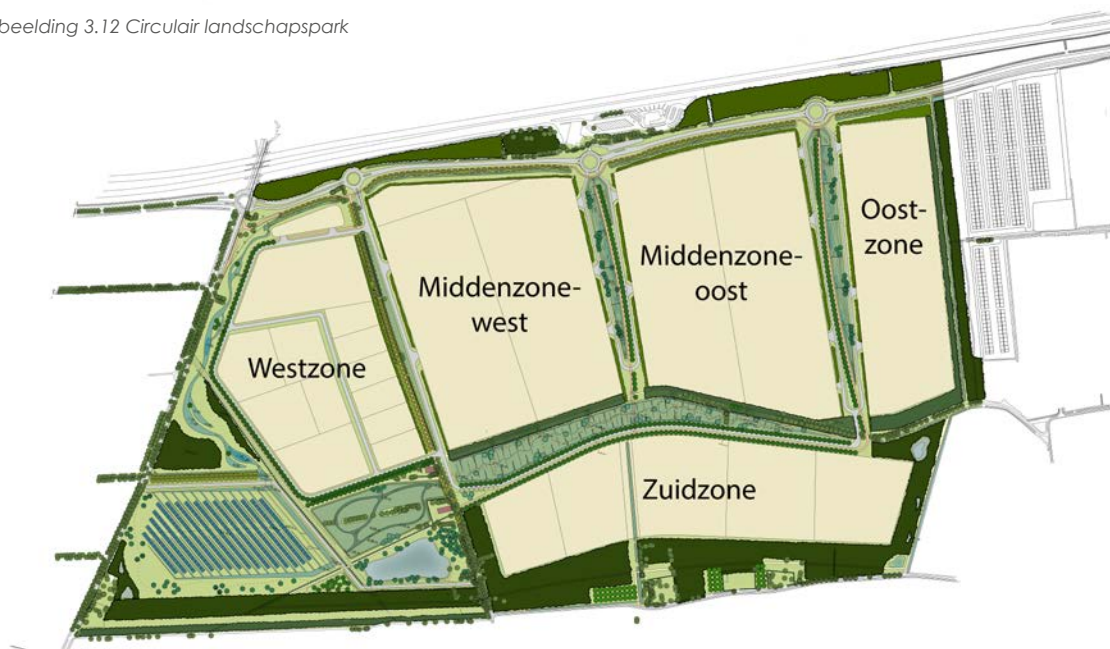 beelding 3.12 Circulair landschapspark
Oost-
zone
Middenzone-
oost
Middenzone-
west
Westzone
Zuidzone